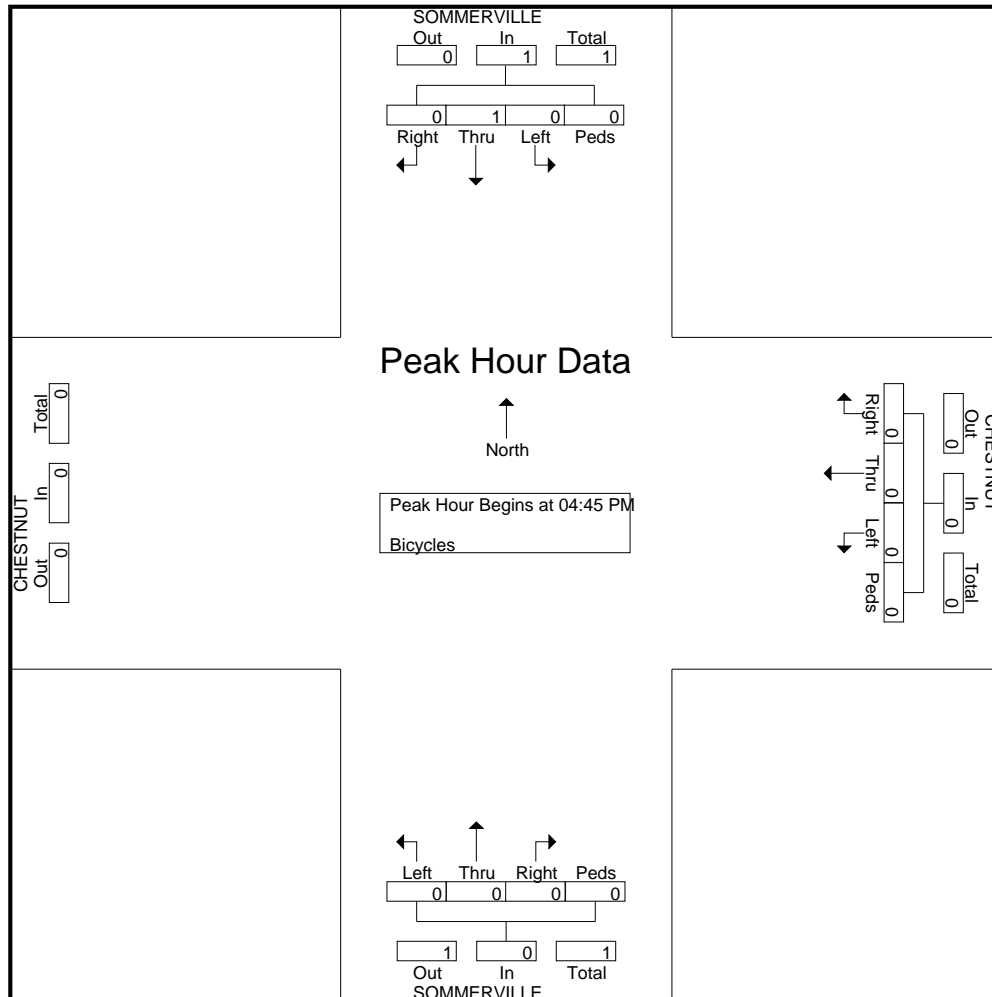 SOMMERVILLE
Out In Total
0 1 1
0 1 0 0
Right Thru Left Peds
Peak Hour Data
North
Peak Hour Begins at 04:45 PM
Bicycles
CHESTNUT
Out In Total
0 0 0
CHESTNUT
Out In Total
0 0 0
Right Thru Left Peds
0 0 0 0
Left Thru Right Peds
0 0 0 0
1 0 1
Out In Total
SOMMERVILLE